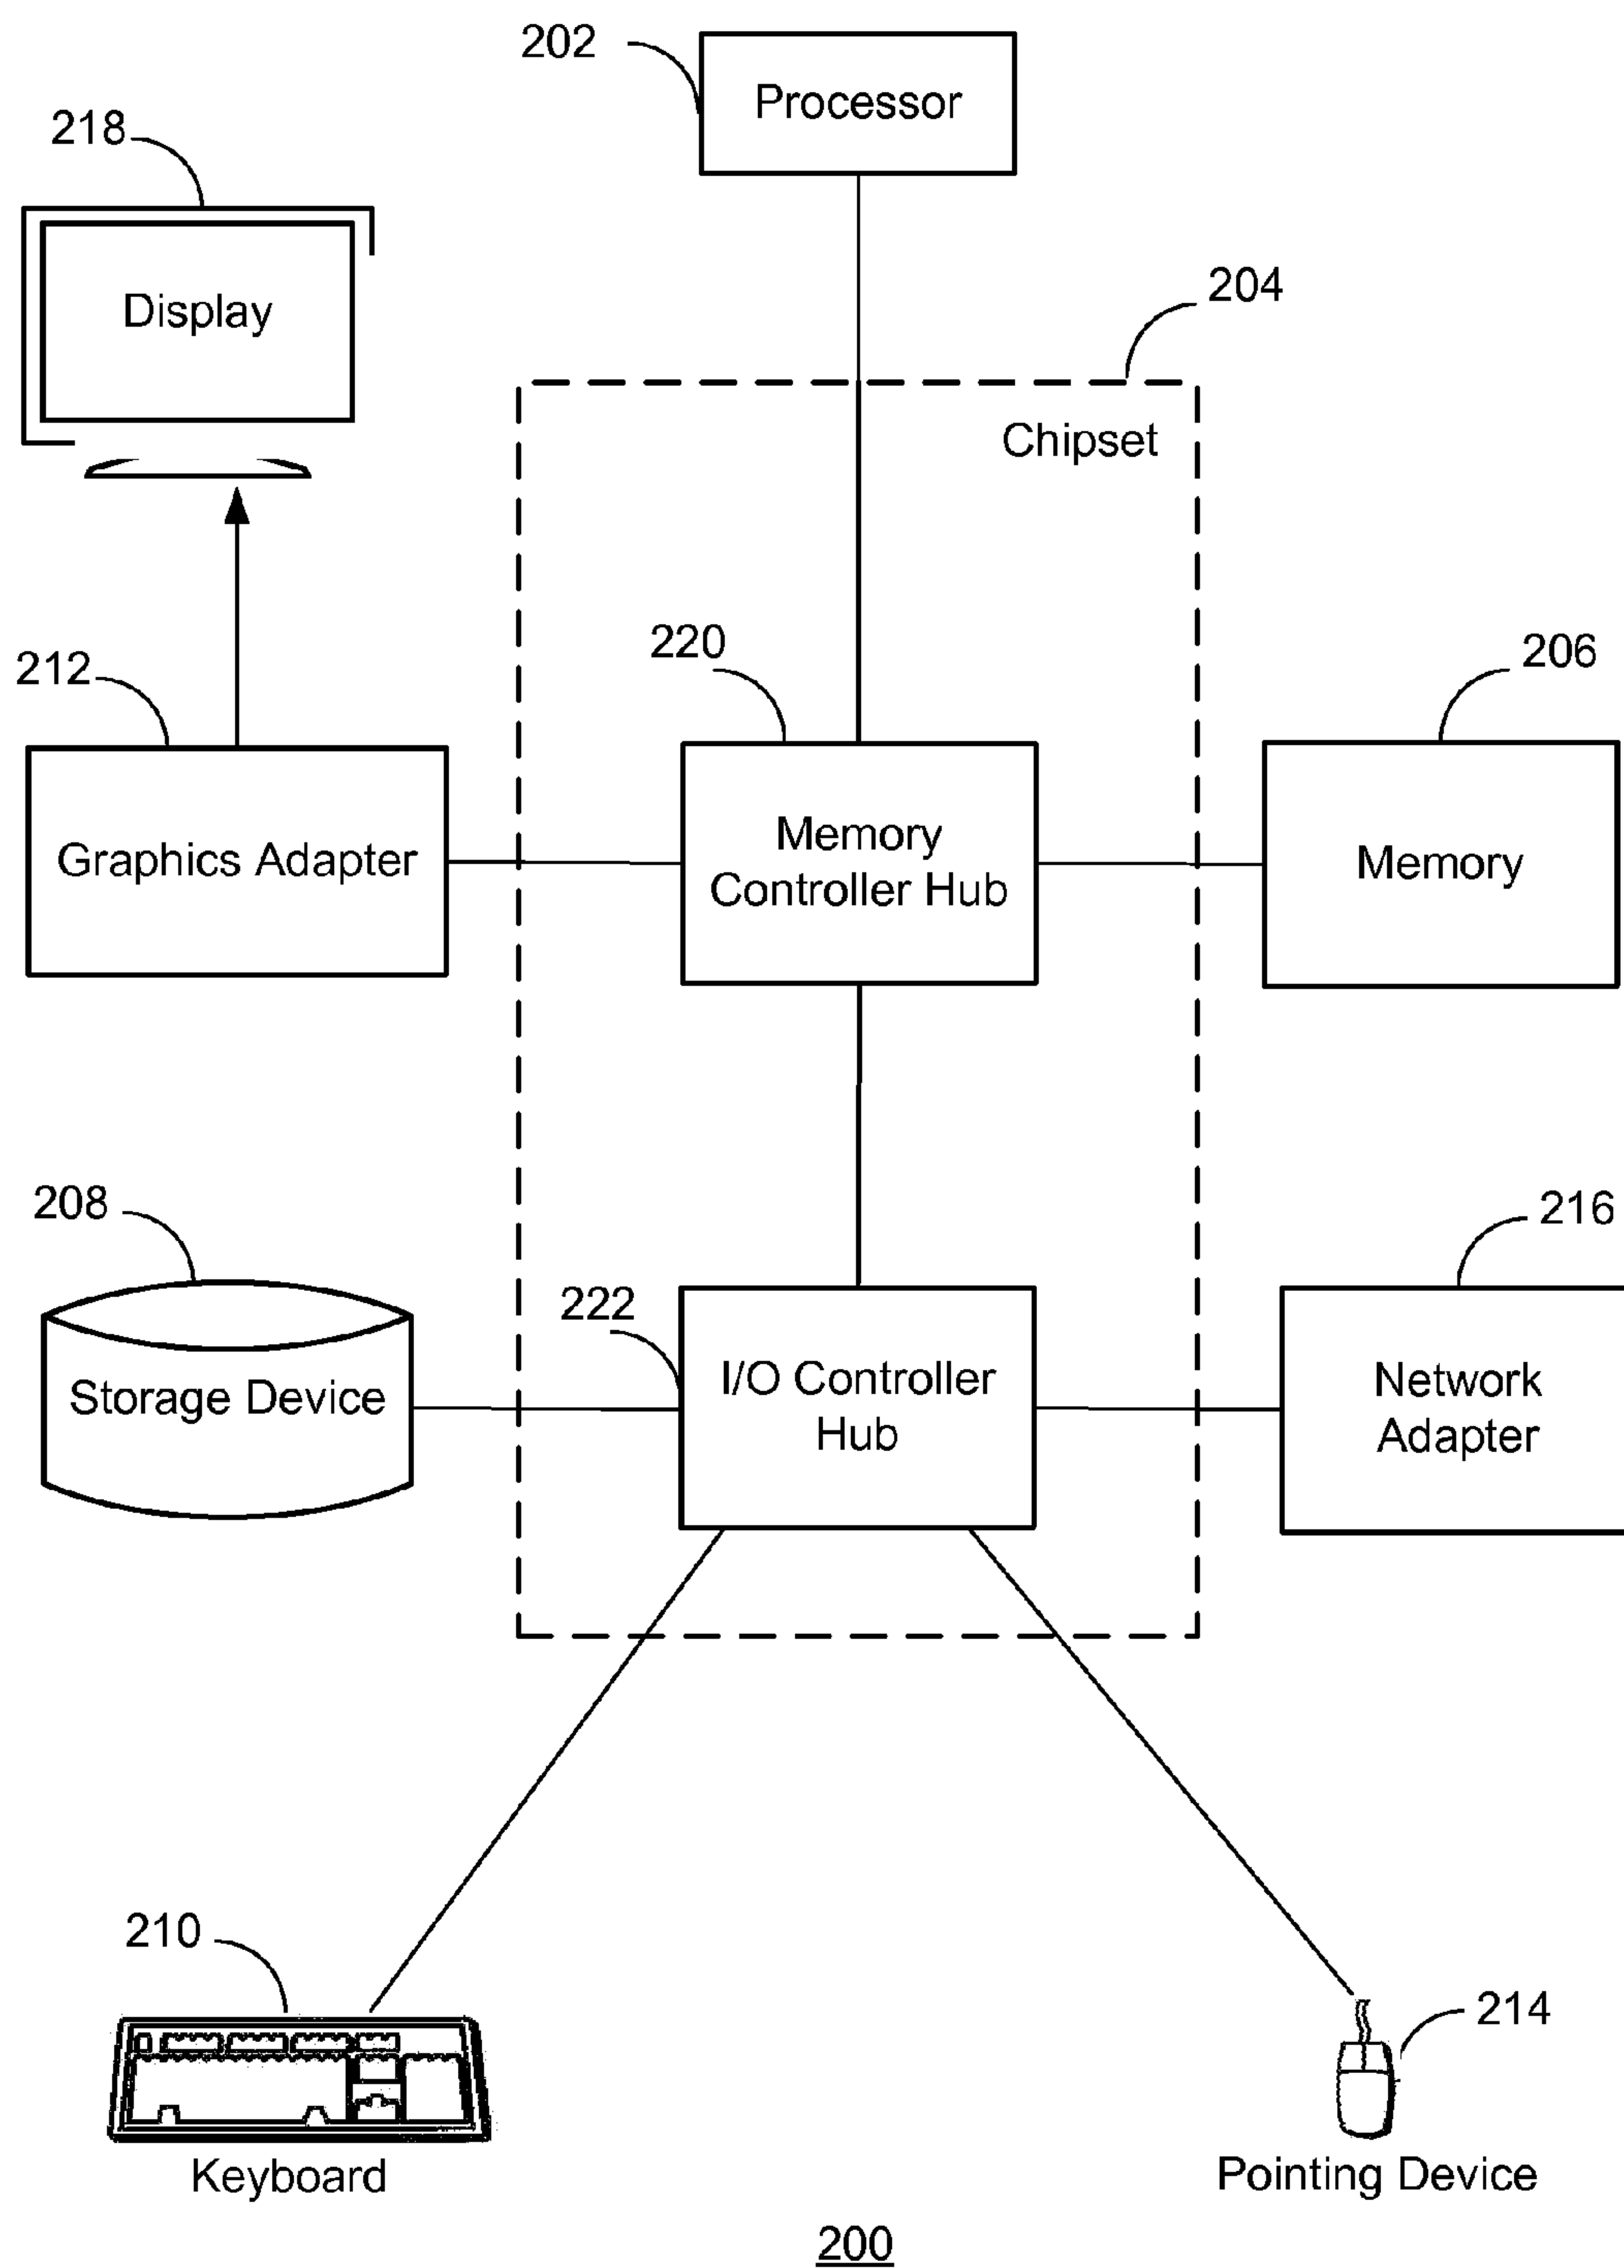 202
Processor
218
Display
204
Chipset
220
206
212
Memory
Controller Hub
Graphics Adapter
Memory
208
216
222
I/O Controller
Hub
Storage Device
Network
Adapter
210
214
Keyboard
Pointing Device
200